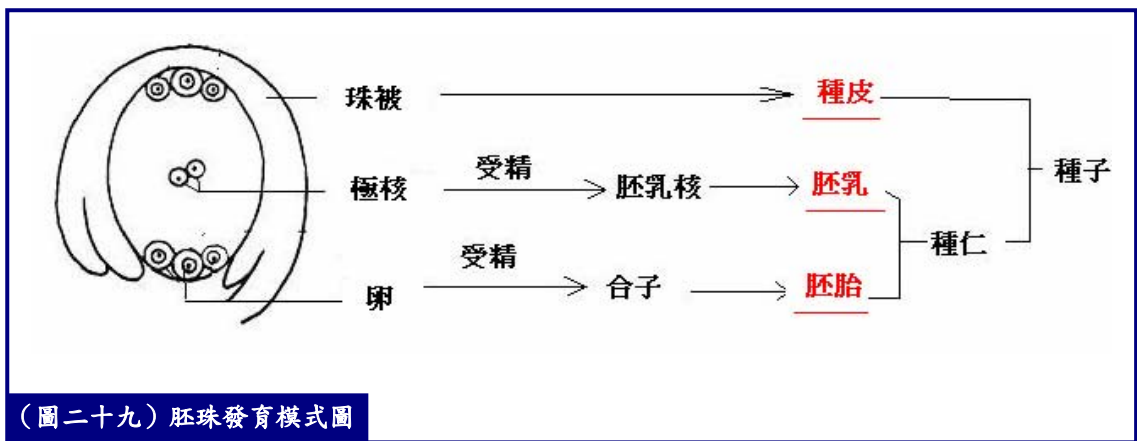 珠被
種皮
極核
受精
胚乳核
胚乳
種子
種仁
卵
受精
合子
胚胎
（圖二十九）胚珠發育模式圖